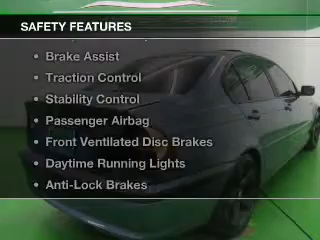 SAFETY FEATURES
• Brake Assist
• Traction Control
• Stability Control
• Passenger Airbag
• Front Ventilated Disc Brakes
• Daytime Running Lights
• Anti-Lock Brakes